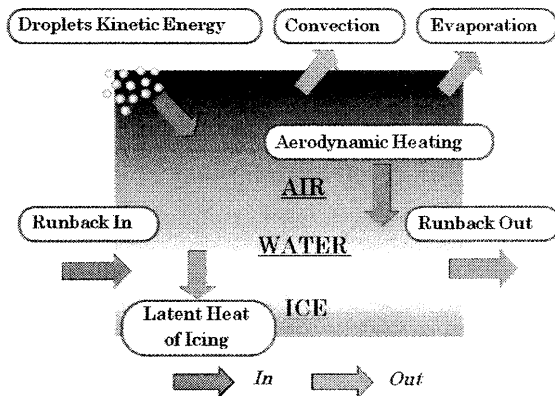 Droplets Kinetic Energy
Convection
Evaporation
Aerodynamic Heating
AIR
Runback In
Runback Out
WATER
Latent Heat
of Icing
ICE
In
Out